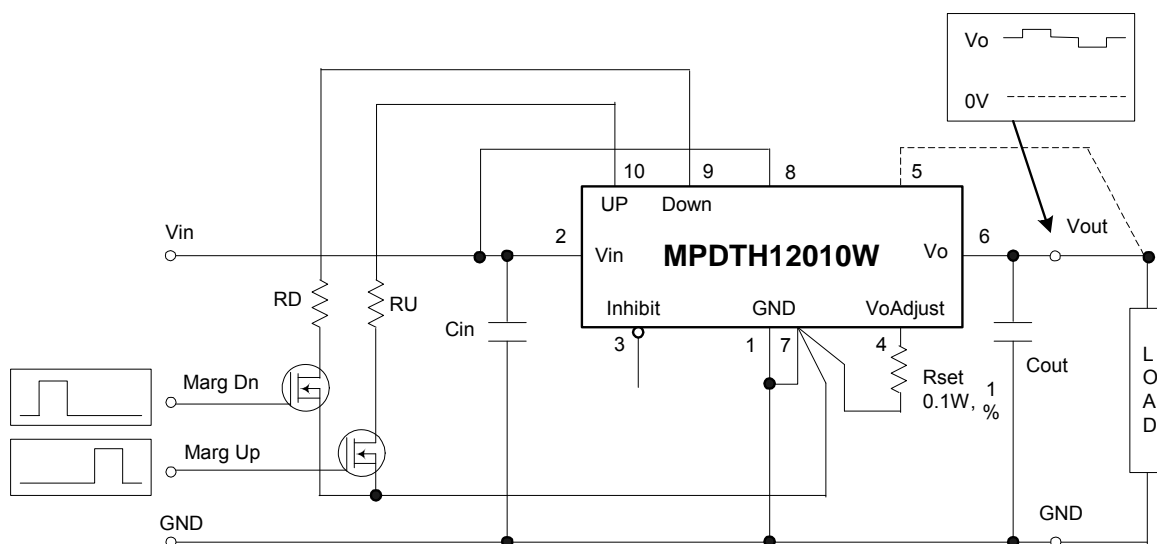 Vo
0V
10
9
8
5
UP
Down
Vin
2
Vin
MPDTH12010W
Vo
6
Vout
RD
RU
Cin
Inhibit
GND
VoAdjust
3
1
7
4
Rset
0.1W, 1
%
Cout
LOAD
Marg Dn
Marg Up
GND
GND